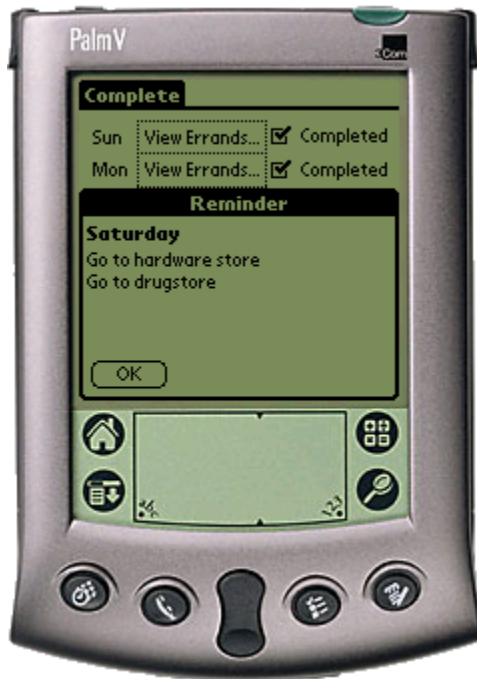 PalmV
3Com
Complete
Sun View Errands... Completed
Mon View Errands... Completed
Reminder
Saturday
Go to hardware store
Go to drugstore
OK
123